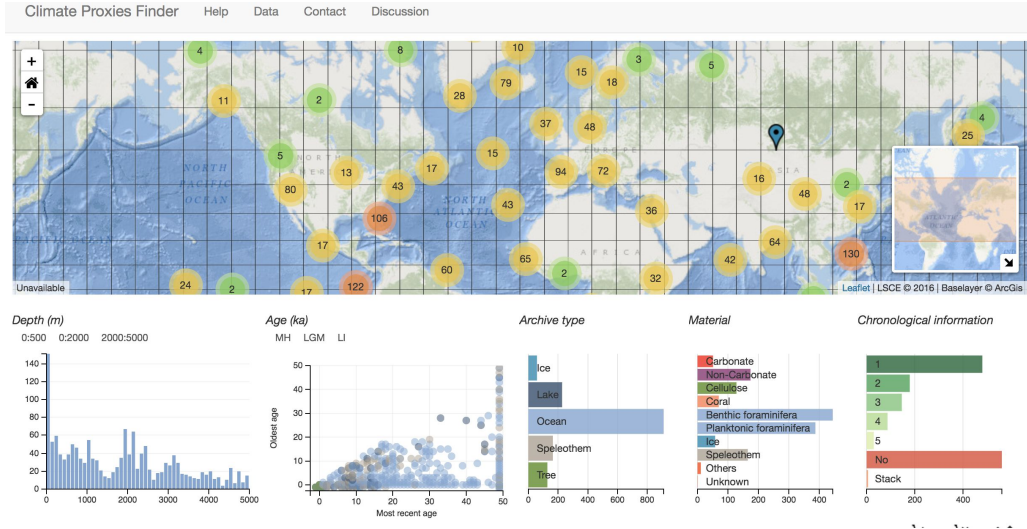 Climate Proxies Finder Help Data Contact Discussion
+
−
4
8
10
79
15
18
3
5
28
11
2
37
48
4
25
5
15
17
13
80
43
94
72
16
48
2
17
43
106
36
17
65
60
2
42
64
130
32
24
2
17
122
NORTH
PACIFIC
OCEAN
NORTH
ATLANTIC
OCEAN
AFRICA
Unavailable
Leaflet | LSCE © 2016 | Baselayer © ArcGis
Depth (m)
0:500 0:2000 2000:5000
140
120
100
80
60
40
20
0
0 1000 2000 3000 4000 5000
Age (ka)
MH LGM LI
Oldest age
50
40
30
20
10
0
0 10 20 30 40 50
Most recent age
Archive type
Ice
Lake
Ocean
Speleothem
Tree
0 200 400 600 800
Material
Carbonate
Non-Carbonate
Cellulose
Coral
Benthic foraminifera
Planktonic foraminifera
Ice
Speleothem
Others
Unknown
0 100 200 300 400
Chronological information
1
2
3
4
5
No
Stack
0 200 400